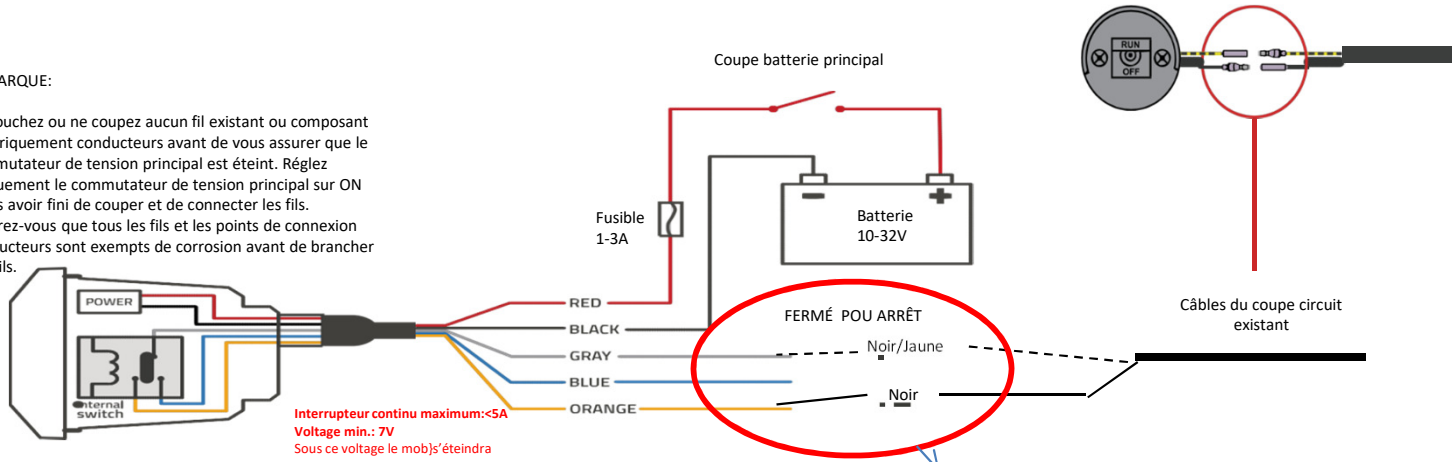 ARQUE:
ouchez ou ne coupez aucun fil existant ou composant
riquement conducteurs avant de vous assurer que le
mutateur de tension principal est éteint. Réglez
uement le commutateur de tension principal sur ON
s avoir fini de couper et de connecter les fils.
rez-vous que tous les fils et les points de connexion
ucteurs sont exempts de corrosion avant de brancher
ils.
Coupe batterie principal
RUN
OFF
Fusible
1-3A
Batterie
10-32V
POWER
nternal
switch
RED
BLACK
GRAY
BLUE
ORANGE
FERMÉ POU ARRÊT
Noir/Jaune
Noir
Câbles du coupe circuit
existant
Interrupteur continu maximum:<5A
Voltage min.: 7V
Sous ce voltage le mob}s'éteindra